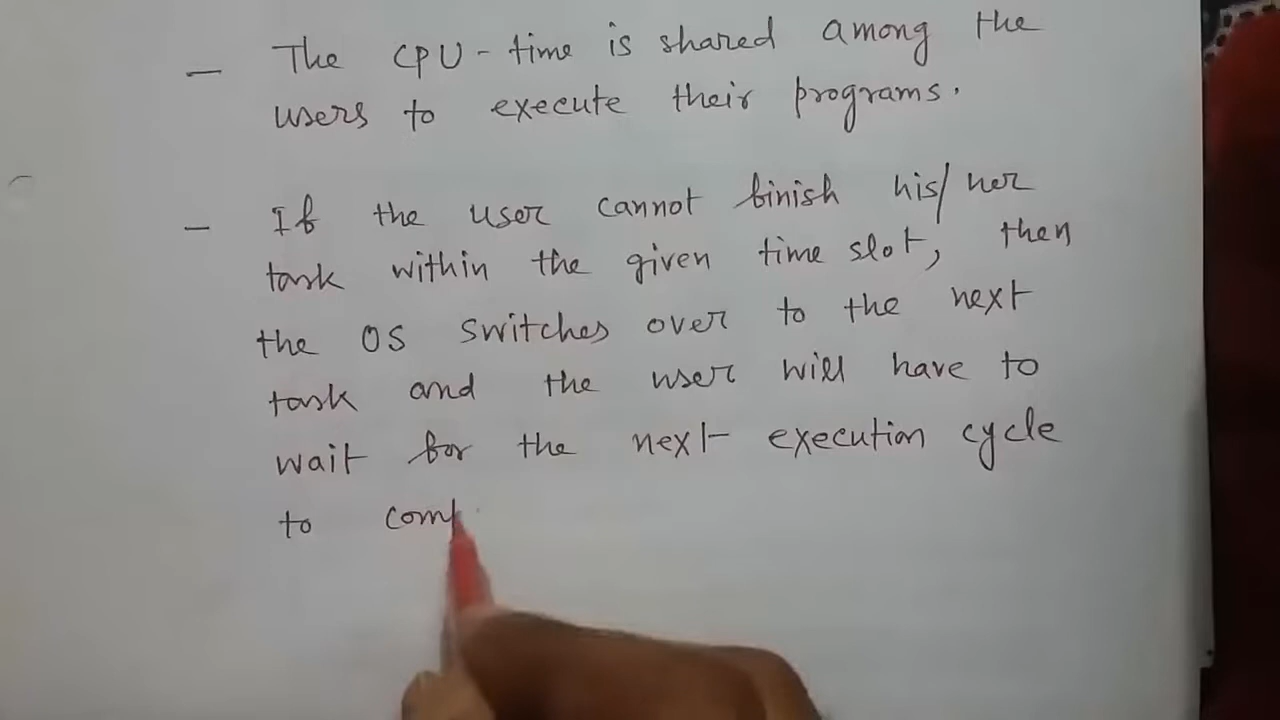 – The CPU-time is shared among the
users to execute their programs.
– If the user cannot finish his/her
task within the given time slot, then
the OS switches over to the next
task and the user will have to
wait for the next execution cycle
to comp